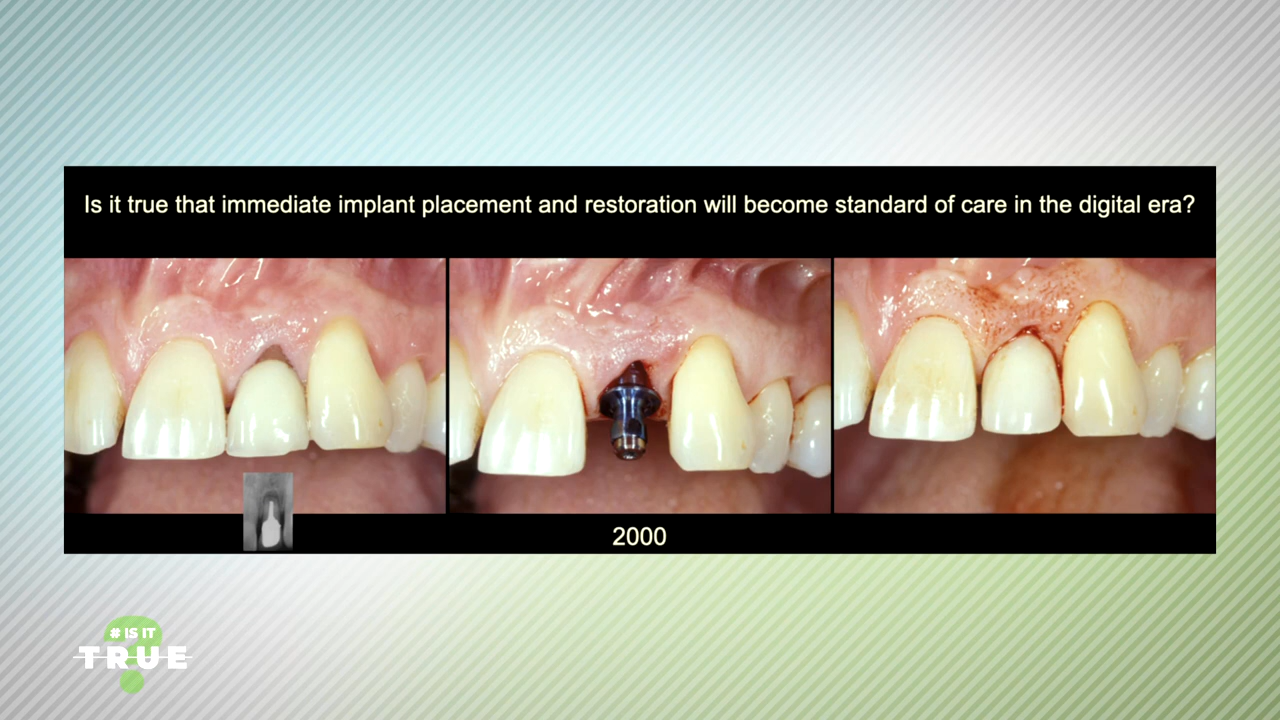 Is it true that immediate implant placement and restoration will become standard of care in the digital era?
2000
# IS IT
TRUE